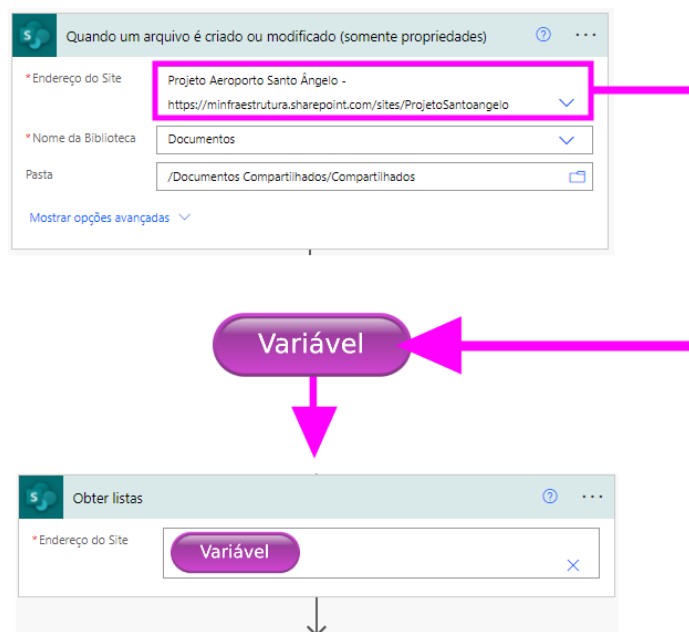 Quando um arquivo é criado ou modificado (somente propriedades)
* Endereço do Site
Projeto Aeroporto Santo Ângelo -
https://minfraestrutura.sharepoint.com/sites/ProjetoSantoangelo
* Nome da Biblioteca
Documentos
Pasta
/Documentos Compartilhados/Compartilhados
Mostrar opções avançadas
Variável
Obter listas
* Endereço do Site
Variável